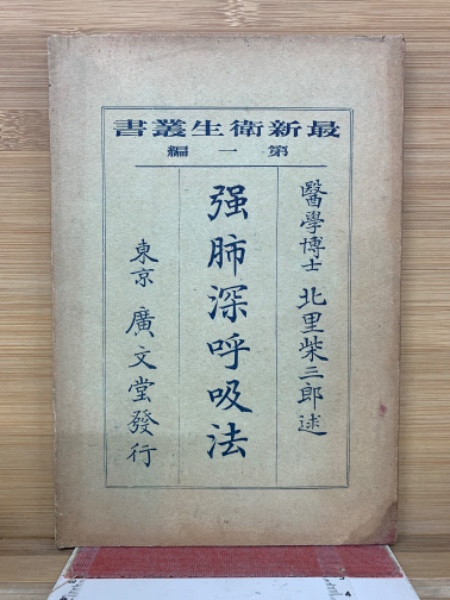 最新衛生叢書
第一編
醫學博士 北里柴三郎述
强肺深呼吸法
東京 廣文堂發行